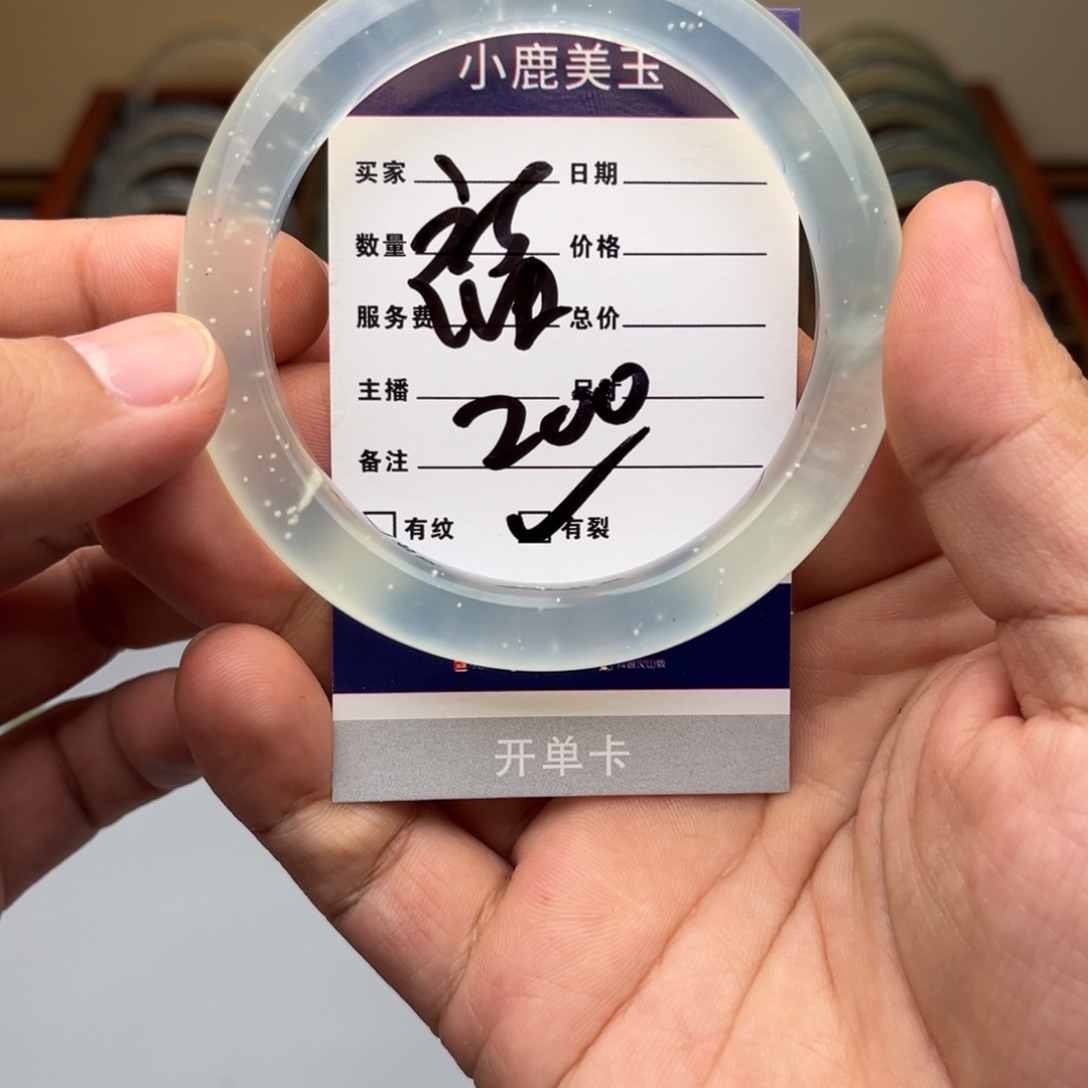 小鹿美玉
买家 日期
数量 价格
服务费 总价
主播
200
备注
有纹 有裂
开单卡